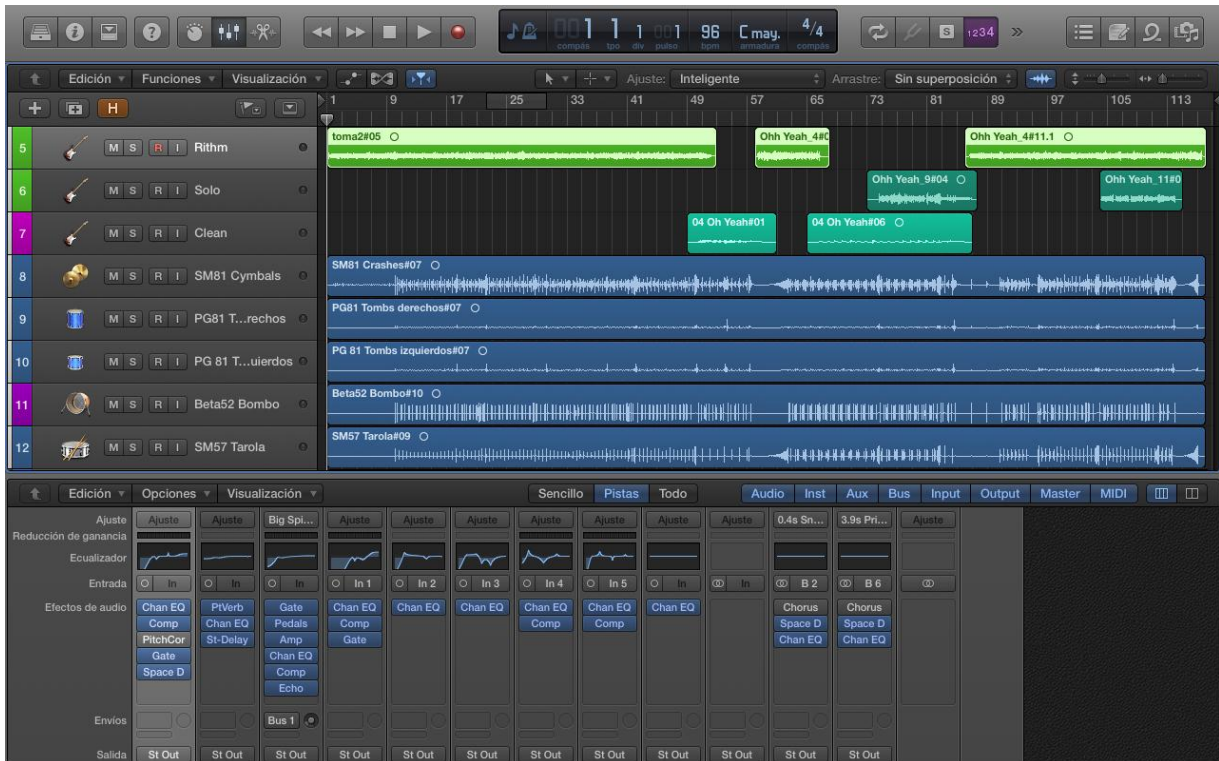 ? S 1234 »
001 1 1 001 96 C may. 4/4
compás tpo div pulso bpm armadura compás
Edición Funciones Visualización Ajuste: Inteligente Arrastre: Sin superposición
H
1 9 17 25 33 41 49 57 65 73 81 89 97 105 113
5 M S R I Rithm
toma2#05 Ohh Yeah_4#0 Ohh Yeah_4#11.1
6 M S R I Solo
Ohh Yeah_9#04 Ohh Yeah_11#0
7 M S R I Clean
04 Oh Yeah#01 04 Oh Yeah#06
8 M S R I SM81 Cymbals
SM81 Crashes#07
9 M S R I PG81 T...rechos
PG81 Tombs derechos#07
10 M S R I PG 81 T...uierdos
PG 81 Tombs izquierdos#07
11 M S R I Beta52 Bombo
Beta52 Bombo#10
12 M S R I SM57 Tarola
SM57 Tarola#09
Edición Opciones Visualización Sencillo Pistas Todo Audio Inst Aux Bus Input Output Master MIDI
Ajuste Ajuste Ajuste Big Spi... Ajuste Ajuste Ajuste Ajuste Ajuste Ajuste Ajuste 0.4s Sn... 3.9s Pri... Ajuste
Reducción de ganancia
Ecualizador
Entrada In In In In 1 In 2 In 3 In 4 In 5 In In B 2 B 6
Efectos de audio Chan EQ PtVerb Gate Chan EQ Chan EQ Chan EQ Chan EQ Chan EQ Chan EQ Chorus Chorus
Comp Chan EQ Pedals Comp Comp Comp Space D Space D
PitchCor St-Delay Amp Gate Chan EQ Chan EQ
Gate Chan EQ
Space D Comp
Echo
Envíos Bus 1
Salida St Out St Out St Out St Out St Out St Out St Out St Out St Out St Out St Out St Out